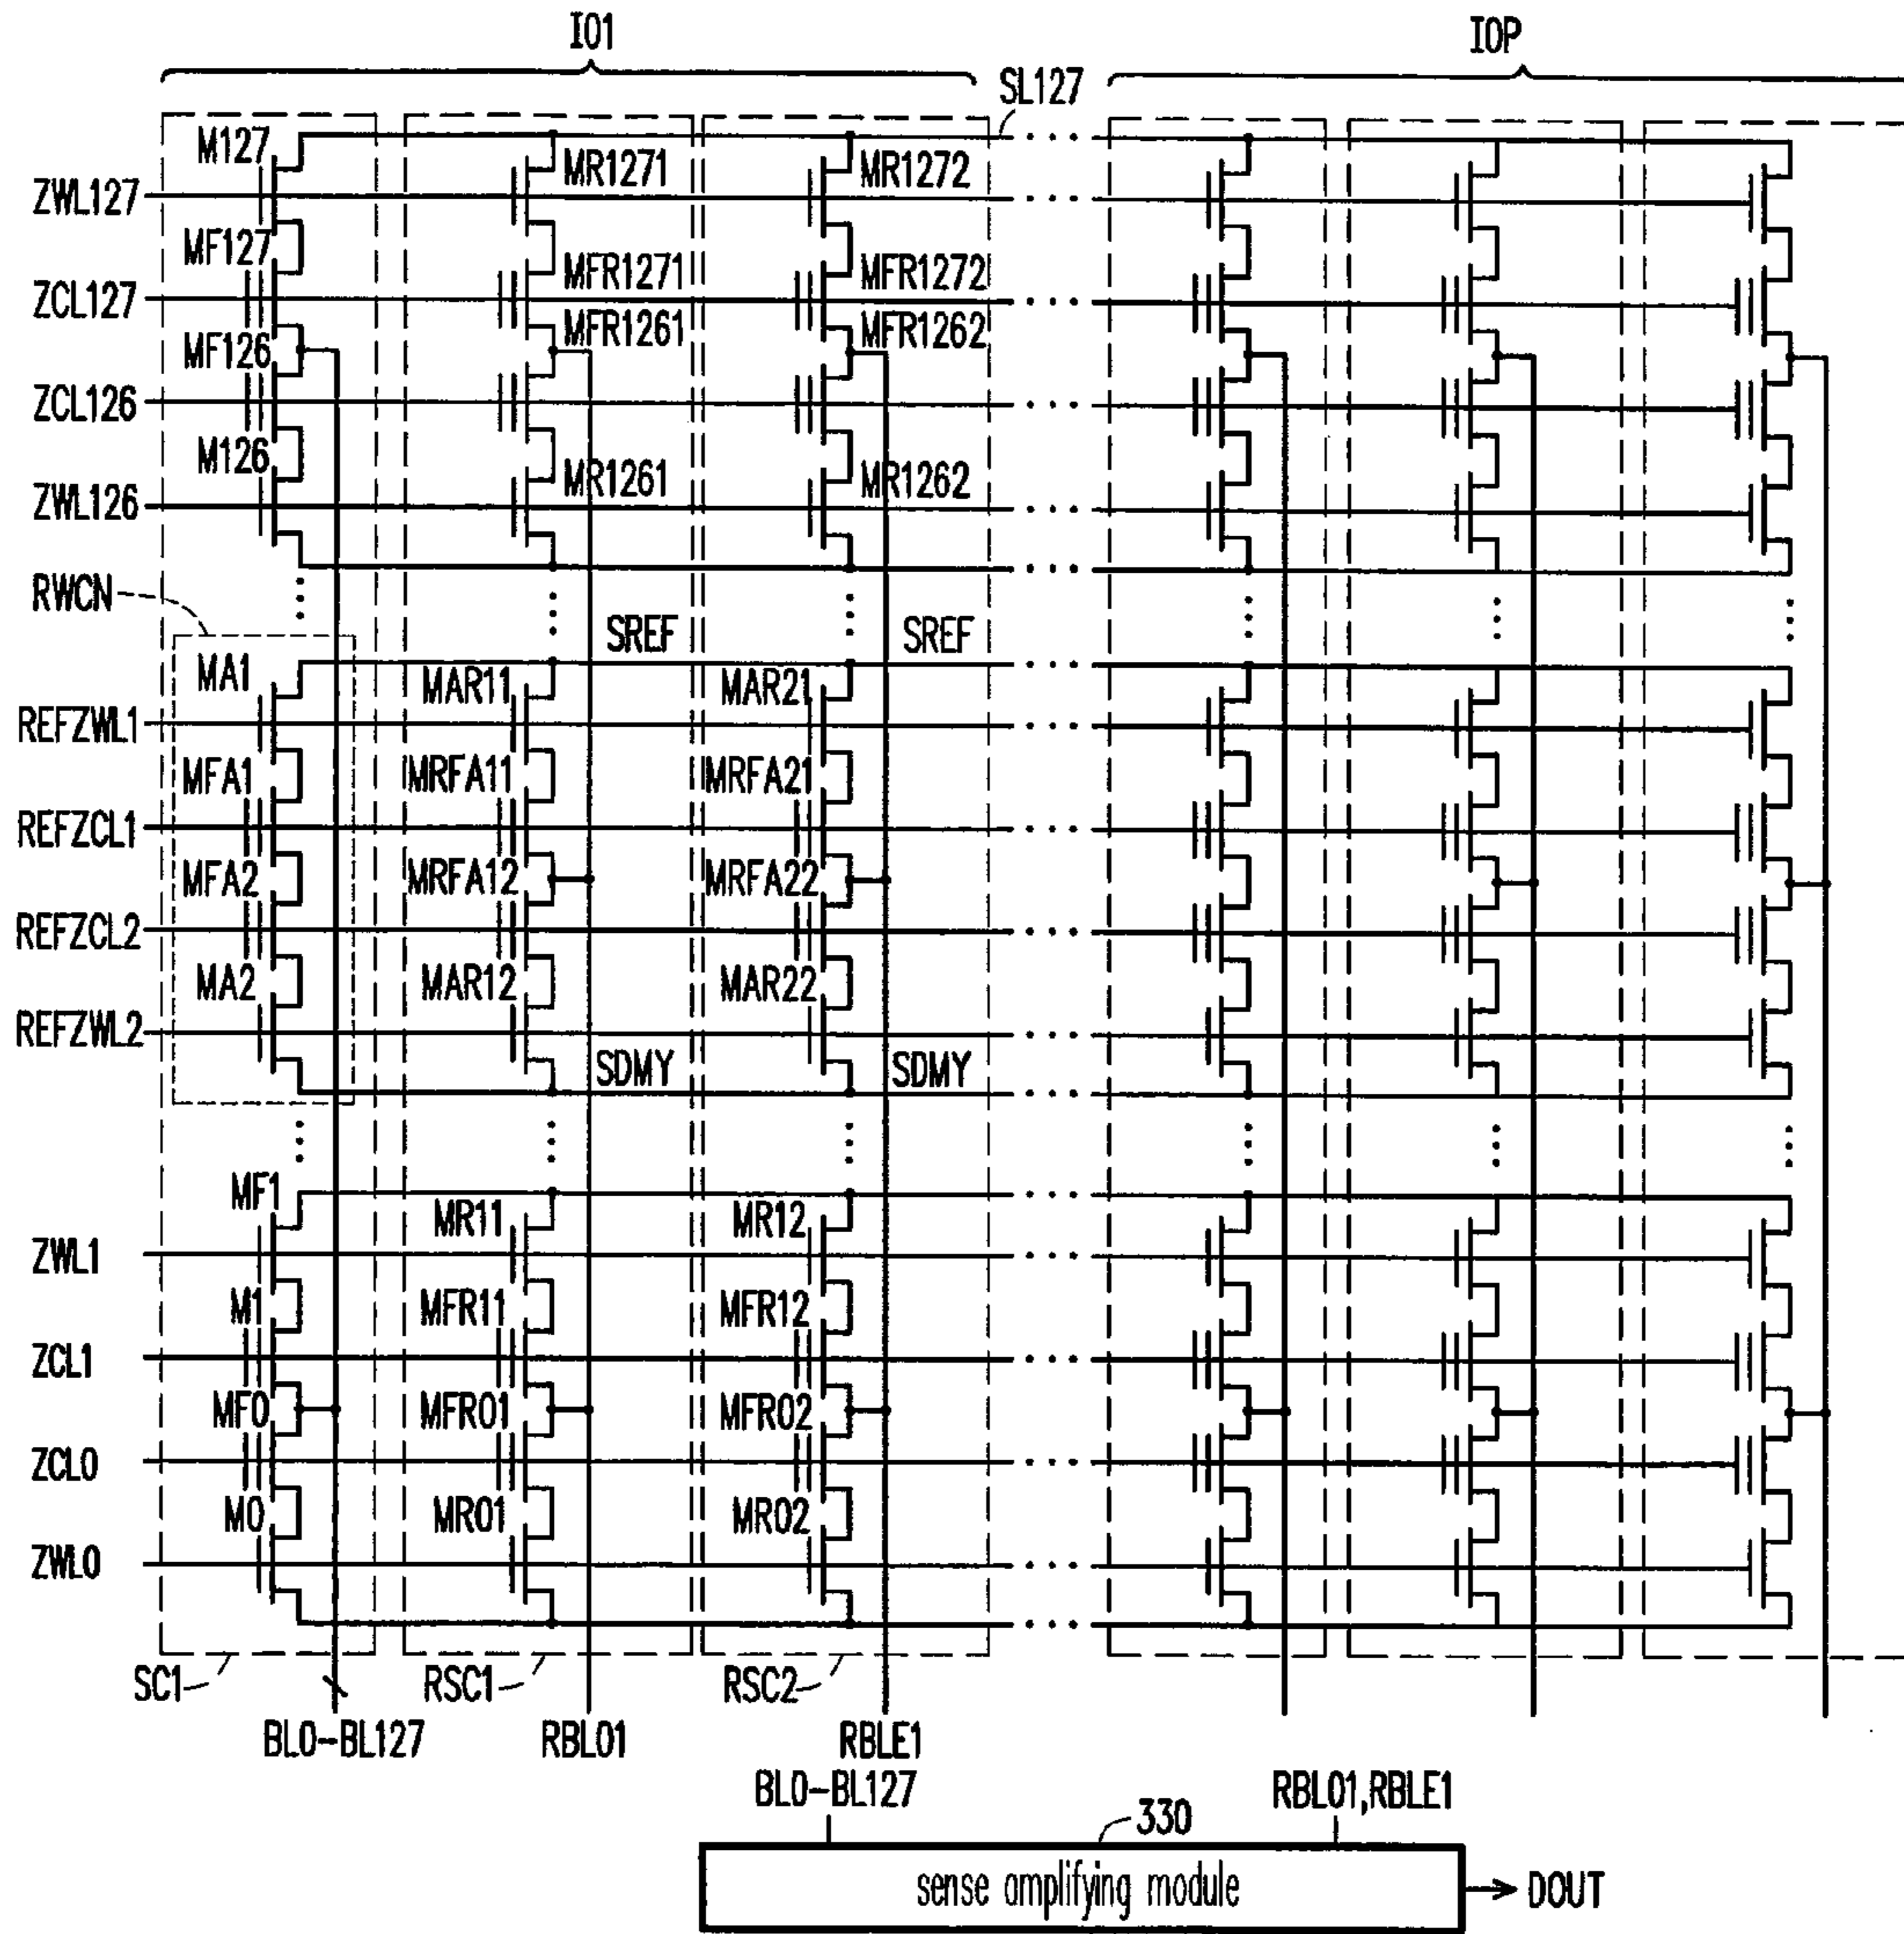 IO1
IOP
SL127
M127
MR1271
MR1272
ZWL127
MF127
MFR1271
MFR1272
ZCL127
MF126
MFR1261
MFR1262
ZCL126
M126
MR1261
MR1262
ZWL126
RWCN
SREF
SREF
MA1
MAR11
MAR21
REFZWL1
MFA1
MRFA11
MRFA21
REFZCL1
MFA2
MRFA12
MRFA22
REFZCL2
MA2
MAR12
MAR22
REFZWL2
SDMY
SDMY
MF1
MR11
MR12
ZWL1
M1
MFR11
MFR12
ZCL1
MF0
MFR01
MFR02
ZCL0
M0
MR01
MR02
ZWL0
SC1
RSC1
RSC2
BL0-BL127
RBLO1
RBLE1
BL0-BL127
RBLO1,RBLE1
330
sense amplifying module
DOUT